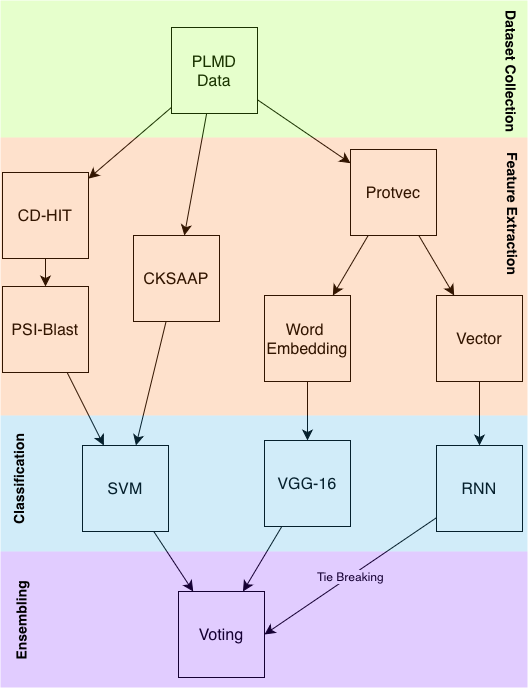 Dataset Collection
PLMD
Data
Feature Extraction
CD-HIT
Protvec
CKSAAP
PSI-Blast
Word
Embedding
Vector
Classification
SVM
VGG-16
RNN
Ensembling
Tie Breaking
Voting